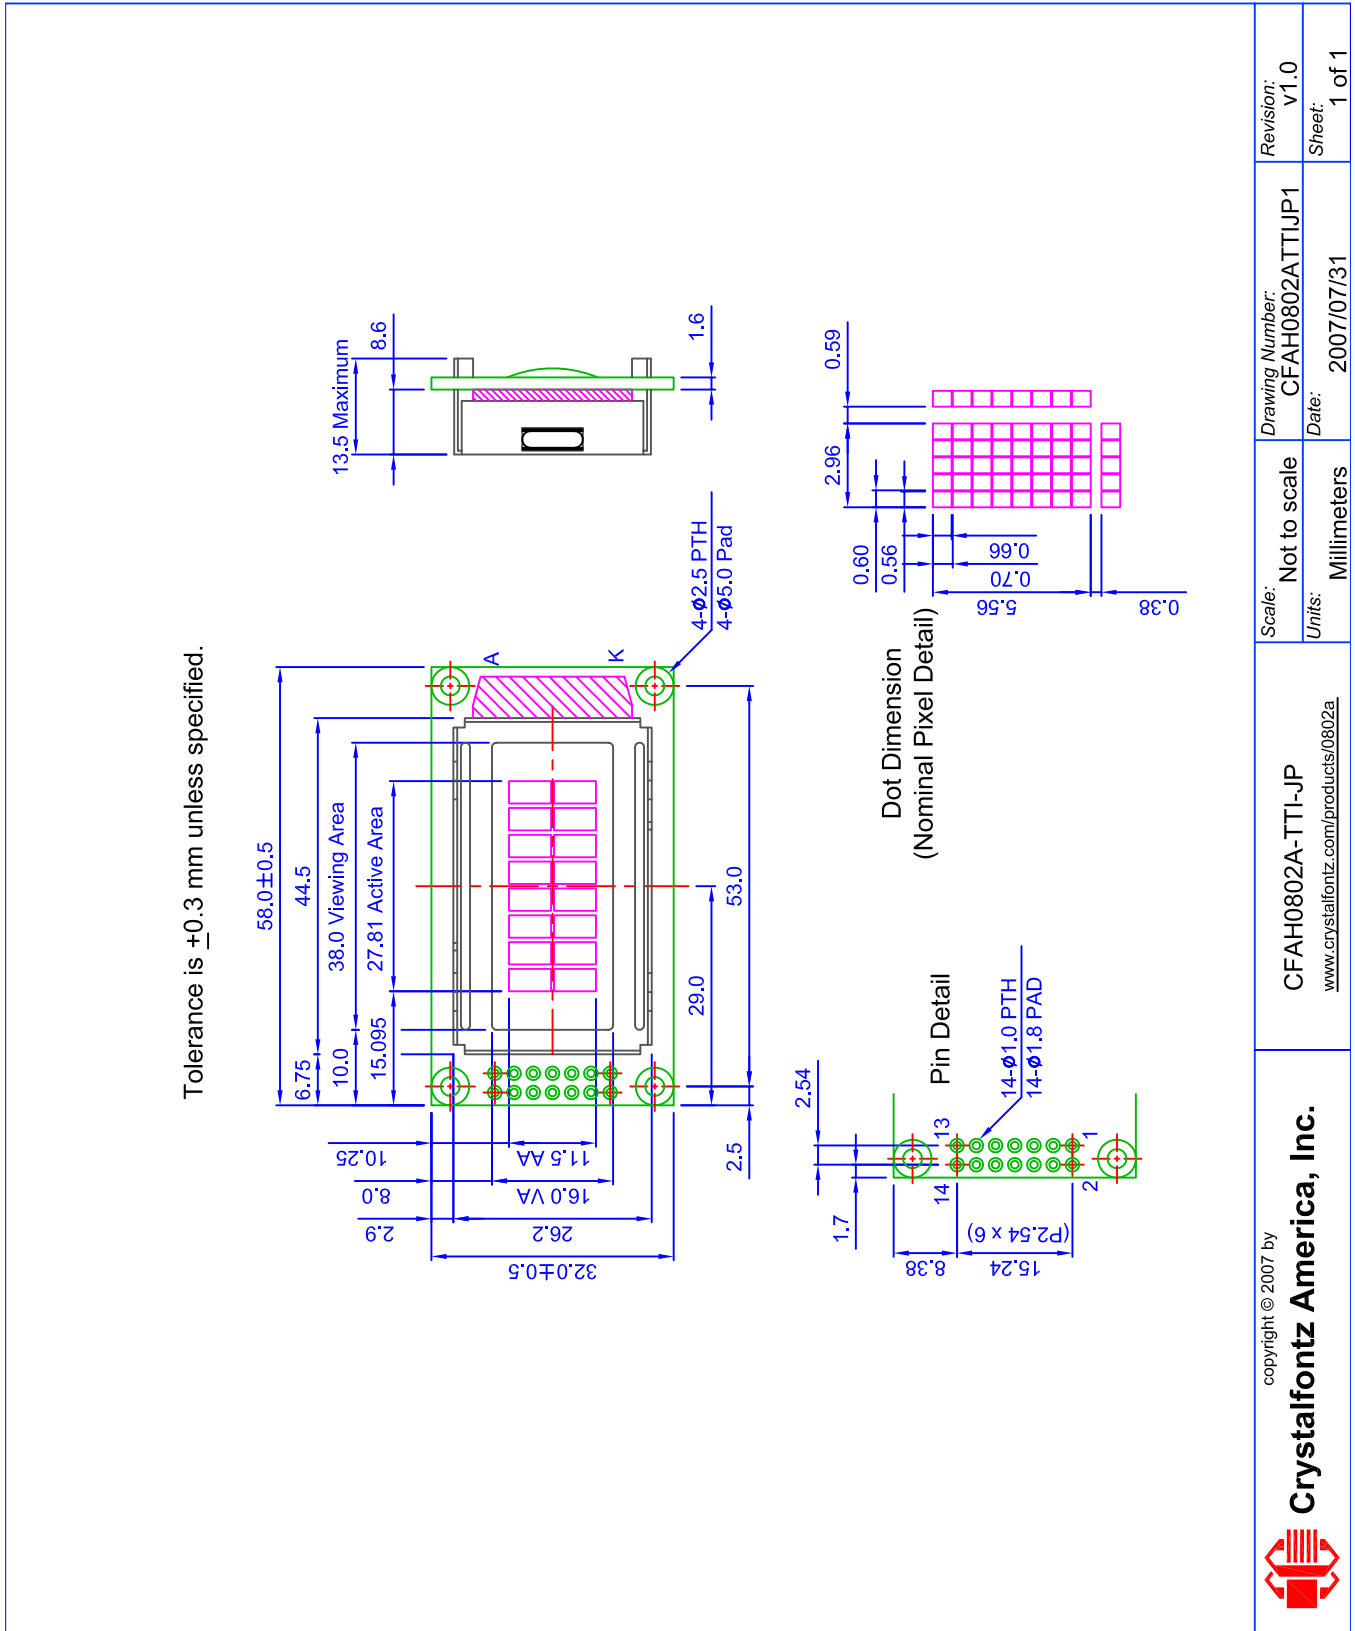 Tolerance is ±0.3 mm unless specified.
58.0±0.5
6.75
44.5
10.0
38.0 Viewing Area
15.095
27.81 Active Area
10.25
11.5 AA
8.0
16.0 VA
2.9
26.2
32.0±0.5
A
K
2.5
29.0
53.0
4-ø2.5 PTH
4-ø5.0 Pad
13.5 Maximum
8.6
1.6
Pin Detail
2.54
1.7
14-ø1.0 PTH
14-ø1.8 PAD
13
1
14
2
8.38
15.24
(P2.54 x 6)
Dot Dimension
(Nominal Pixel Detail)
0.60
0.56
2.96
0.59
0.66
0.70
5.56
0.38
copyright © 2007 by
Crystalfontz America, Inc.
CFAH0802A-TTI-JP
www.crystalfontz.com/products/0802a
Scale:
Not to scale
Drawing Number:
CFAH0802ATTIJP1
Revision:
v1.0
Units:
Millimeters
Date:
2007/07/31
Sheet:
1 of 1